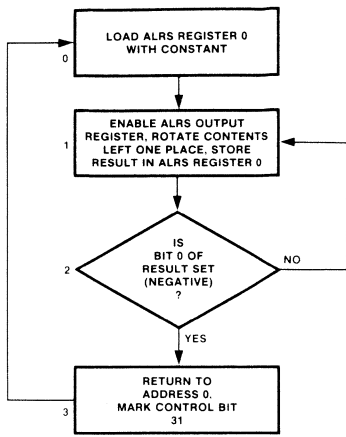 LOAD ALRS REGISTER 0
WITH CONSTANT
0
ENABLE ALRS OUTPUT
REGISTER, ROTATE CONTENTS
LEFT ONE PLACE, STORE
RESULT IN ALRS REGISTER 0
1
IS
BIT 0 OF
RESULT SET
(NEGATIVE)
?
2
NO
YES
RETURN TO
ADDRESS 0.
MARK CONTROL BIT
31
3